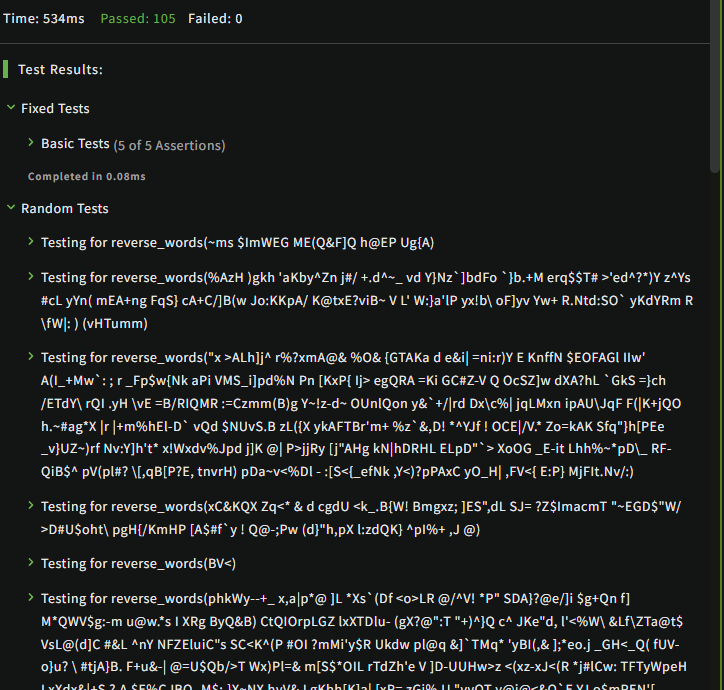 Time: 534ms Passed: 105 Failed: 0
Test Results:
Fixed Tests
Basic Tests (5 of 5 Assertions)
Completed in 0.08ms
Random Tests
Testing for reverse_words(~ms $ImWEG ME(Q&F]Q h@EP Ug{A)
Testing for reverse_words(%AzH )gkh 'aKby^Zn j#/ +.d^~_ vd Y}Nz`]bdFo `}b.+M erq$$T# >'ed^?*)Y z^Ys
#cL yYn( mEA+ng FqS} cA+C/]B(w Jo:KKpA/ K@txE?viB~ V L' W:}a'lP yx!b\ oF]yv Yw+ R.Ntd:SO` yKdYRm R
\fW|: ) (vHTumm)
Testing for reverse_words("x >ALh]j^ r%?xmA@& %O& {GTAKa d e&i| =ni:r)Y E KnffN $EOFAGl IIw'
A(I_+Mw`: ; r _Fp$w{Nk aPi VMS_i]pd%N Pn [KxP{ Ij> egQRA =Ki GC#Z-V Q OcSZ]w dXA?hL `GkS =}ch
/ETdY\ rQI .yH \vE =B/RIQMR :=Czmm(B)g Y~!z-d~ OUnIQon y&`+/|rd Dx\c%| jqLMxn ipAU\JqF F(|K+jQO
h.~#ag*X |r |+m%hEl-D` vQd $NUvS.B zL({X ykAFTBr'm+ %z`&,D! *^YJf ! OCE|/V.* Zo=kAK Sfq"}h[PEe
_v}UZ~)rf Nv:Y]h't* x!Wxdv%Jpd j]K @| P>jjRy [j"AHg kN|hDRHL ELpD"`> XoOG _E-it Lhh%~*pD\_ RF-
QiB$^ pV(pl#? \[,qB[P?E, tnvrH) pDa~v<%Dl - :[S<{_efNk ,Y<)?pPAxC yO_H| ,FV<{ E:P} MjFIt.Nv/:)
Testing for reverse_words(xC&KQX Zq<* & d cgdU <k_.B{W! Bmgxz; ]ES",dL SJ= ?Z$ImacmT "~EGD$"W/
>D#U$oht\ pgH{/KmHP [A$#f`y ! Q@-;Pw (d}"h,pX l:zdQK} ^pI%+ ,J @)
Testing for reverse_words(BV<)
Testing for reverse_words(phkWy--+_ x,a|p*@ ]L *Xs`(Df <o>LR @/^V! *P" SDA}?@e/]i $g+Qn f]
M*QWV$g:-m u@w.*s I XRg ByQ&B) CtQIOrpLGZ lxXTDlu- (gX?@":T "+)^}Q c^ JKe"d, l'<%W\ &Lf\ZTa@t$
VsL@(d]C #&L ^nY NFZEluiC"s SC<K^(P #OI ?mMi'y$R Ukdw pl@q &]`TMq* 'yBI(,& ];*eo.j _GH<_Q( fUV-
o}u? \ #tjA}B. F+u&-| @=U$Qb/>T Wx)Pl=& m[S$*OIL rTdZh'e V ]D-UUHw>z <(xz-xJ<(R *j#lCw: TFTyWpeH